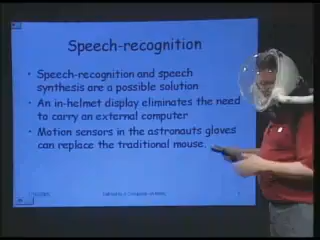 Speech-recognition
• Speech-recognition and speech
synthesis are a possible solution
• An in-helmet display eliminates the need
to carry an external computer
• Motion sensors in the astronauts gloves
can replace the traditional mouse.